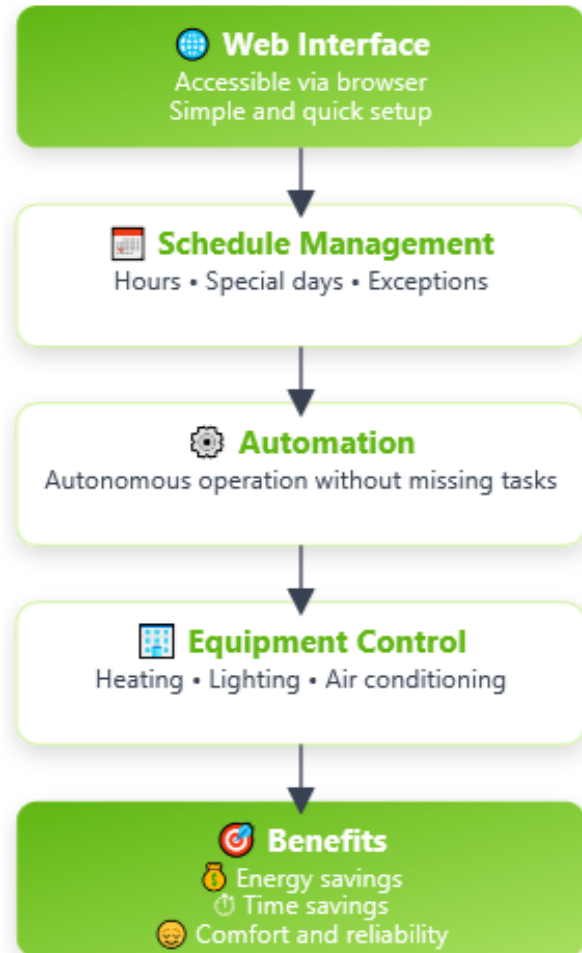 Web Interface
Accessible via browser
Simple and quick setup
Schedule Management
Hours • Special days • Exceptions
Automation
Autonomous operation without missing tasks
Equipment Control
Heating • Lighting • Air conditioning
Benefits
Energy savings
Time savings
Comfort and reliability